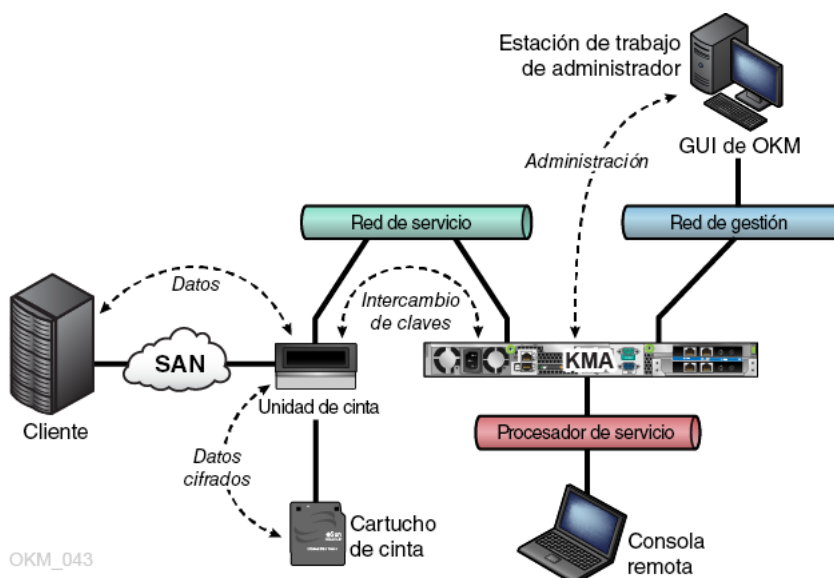 Estación de trabajo
de administrador
GUI de OKM
Administración
Red de servicio
Red de gestión
Datos
Intercambio
de claves
SAN
KMA
Cliente
Unidad de cinta
Procesador de servicio
Datos
cifrados
Cartucho
de cinta
Consola
remota
OKM_043